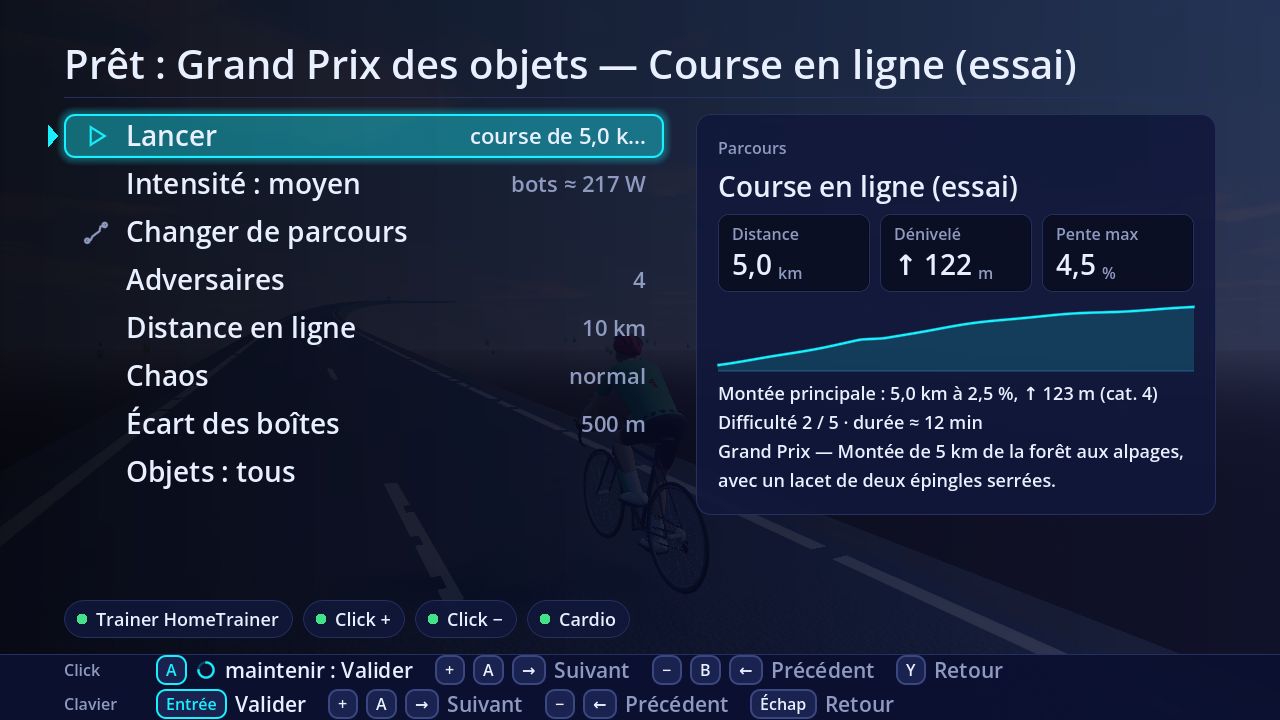 Prêt : Grand Prix des objets — Course en ligne (essai)
Lancer course de 5,0 k...
Intensité : moyen bots ≈ 217 W
Changer de parcours
Adversaires 4
Distance en ligne 10 km
Chaos normal
Écart des boîtes 500 m
Objets : tous
Parcours
Course en ligne (essai)
Distance Dénivelé Pente max
5,0 km ↑ 122 m 4,5 %
Montée principale : 5,0 km à 2,5 %, ↑ 123 m (cat. 4)
Difficulté 2 / 5 · durée ≈ 12 min
Grand Prix — Montée de 5 km de la forêt aux alpages,
avec un lacet de deux épingles serrées.
Trainer HomeTrainer Click + Click − Cardio
Click A maintenir : Valider + A → Suivant − B ← Précédent Y Retour
Clavier Entrée Valider + A → Suivant − ← Précédent Échap Retour